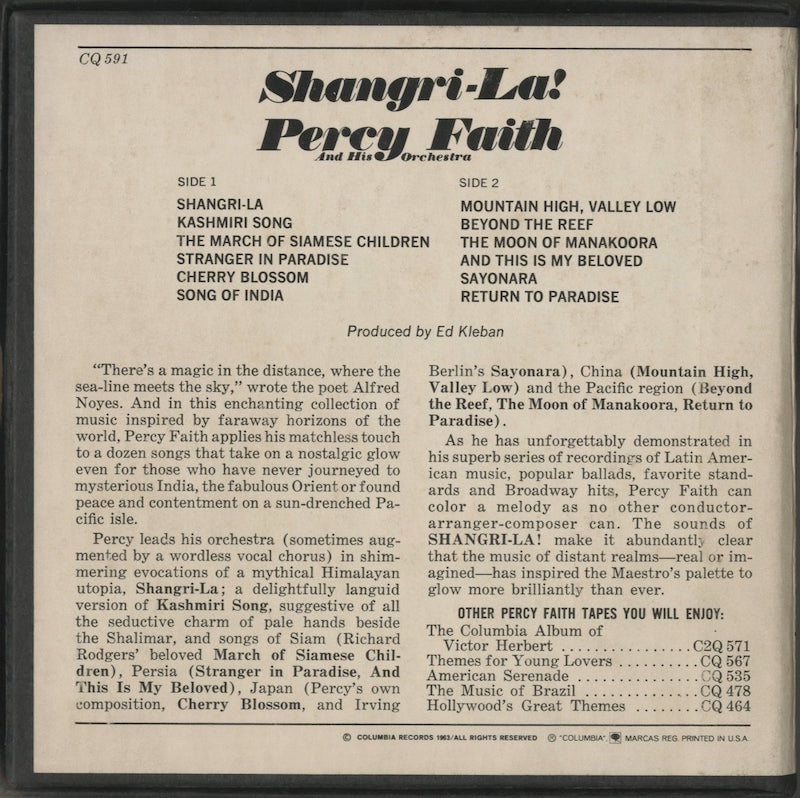 CQ 591
Shangri-La!
Percy Faith
And His Orchestra
SIDE 1
SHANGRI-LA
KASHMIRI SONG
THE MARCH OF SIAMESE CHILDREN
STRANGER IN PARADISE
CHERRY BLOSSOM
SONG OF INDIA
SIDE 2
MOUNTAIN HIGH, VALLEY LOW
BEYOND THE REEF
THE MOON OF MANAKOORA
AND THIS IS MY BELOVED
SAYONARA
RETURN TO PARADISE
Produced by Ed Kleban
"There's a magic in the distance, where the
sea-line meets the sky," wrote the poet Alfred
Noyes. And in this enchanting collection of
music inspired by faraway horizons of the
world, Percy Faith applies his matchless touch
to a dozen songs that take on a nostalgic glow
even for those who have never journeyed to
mysterious India, the fabulous Orient or found
peace and contentment on a sun-drenched Pa-
cific isle.
Percy leads his orchestra (sometimes aug-
mented by a wordless vocal chorus) in shim-
mering evocations of a mythical Himalayan
utopia, Shangri-La; a delightfully languid
version of Kashmiri Song, suggestive of all
the seductive charm of pale hands beside
the Shalimar, and songs of Siam (Richard
Rodgers' beloved March of Siamese Chil-
dren), Persia (Stranger in Paradise, And
This Is My Beloved), Japan (Percy's own
composition, Cherry Blossom, and Irving
Berlin's Sayonara), China (Mountain High,
Valley Low) and the Pacific region (Beyond
the Reef, The Moon of Manakoora, Return to
Paradise).
As he has unforgettably demonstrated in
his superb series of recordings of Latin Amer-
ican music, popular ballads, favorite stand-
ards and Broadway hits, Percy Faith can
color a melody as no other conductor-
arranger-composer can. The sounds of
SHANGRI-LA! make it abundantly clear
that the music of distant realms—real or im-
agined—has inspired the Maestro's palette to
glow more brilliantly than ever.
OTHER PERCY FAITH TAPES YOU WILL ENJOY:
The Columbia Album of
Victor Herbert ................C2Q 571
Themes for Young Lovers ..........CQ 567
American Serenade ...............CQ 535
The Music of Brazil ..............CQ 478
Hollywood's Great Themes ........CQ 464
© COLUMBIA RECORDS 1963/ALL RIGHTS RESERVED ® "COLUMBIA", MARCAS REG. PRINTED IN U.S.A.